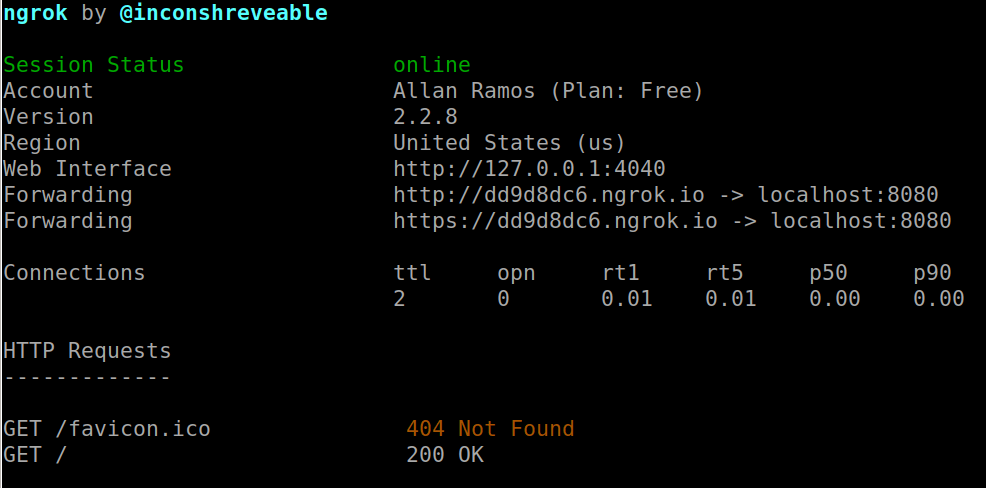 ngrok by @inconshreveable
Session Status online
Account Allan Ramos (Plan: Free)
Version 2.2.8
Region United States (us)
Web Interface http://127.0.0.1:4040
Forwarding http://dd9d8dc6.ngrok.io -> localhost:8080
Forwarding https://dd9d8dc6.ngrok.io -> localhost:8080
Connections ttl opn rt1 rt5 p50 p90
2 0 0.01 0.01 0.00 0.00
HTTP Requests
-------------
GET /favicon.ico 404 Not Found
GET / 200 OK